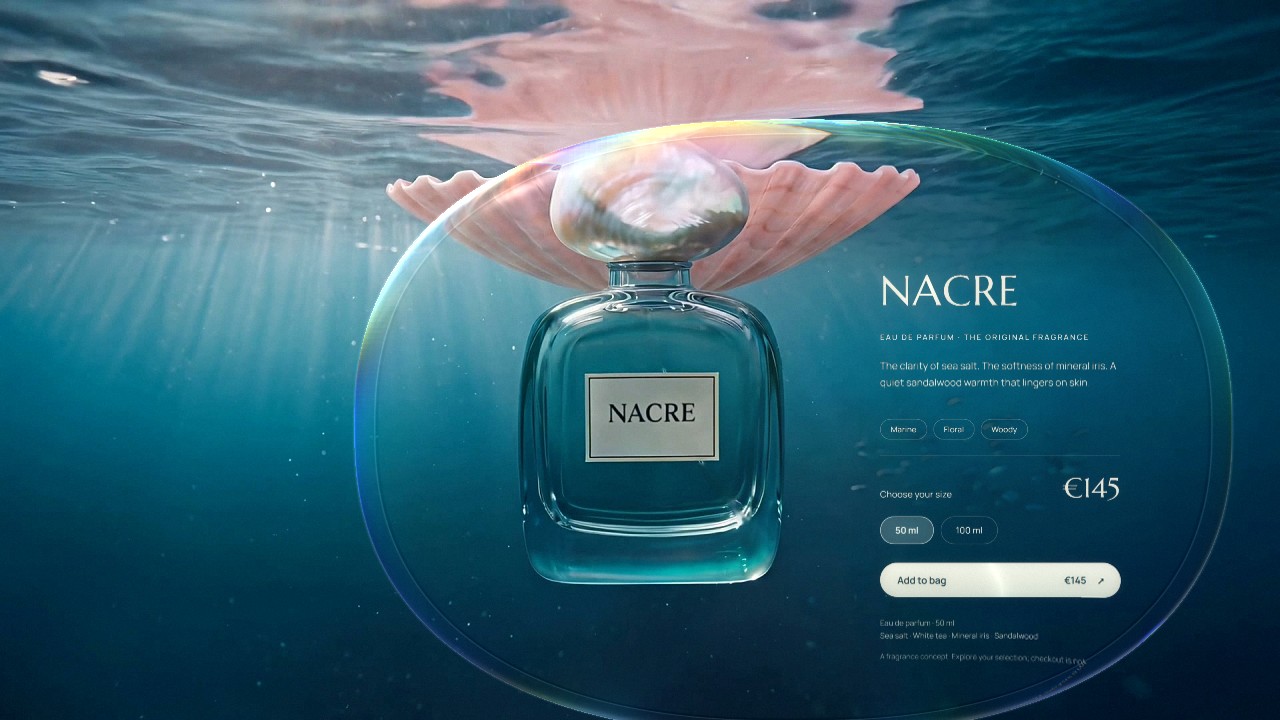 NACRE
EAU DE PARFUM · THE ORIGINAL FRAGRANCE
The clarity of sea salt. The softness of mineral iris. A
quiet sandalwood warmth that lingers on skin
NACRE
Marine Floral Woody
Choose your size €145
50 ml 100 ml
Add to bag €145 ↗
Eau de parfum · 50 ml
Sea salt · White tea · Mineral iris · Sandalwood
A fragrance concept. Explore your selection, checkout is